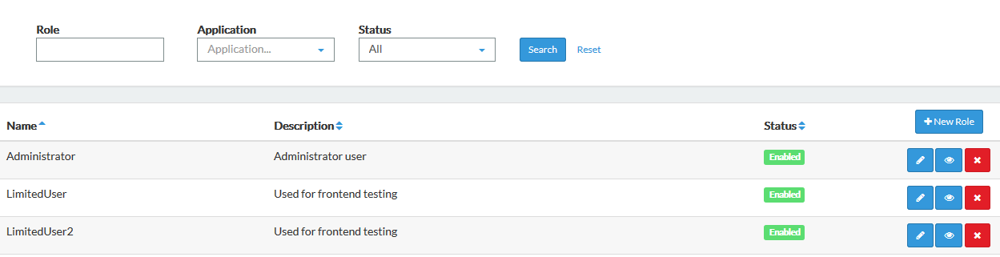 Role Application Status
Application... All Search Reset
Name Description Status New Role
Administrator Administrator user Enabled
LimitedUser Used for frontend testing Enabled
LimitedUser2 Used for frontend testing Enabled